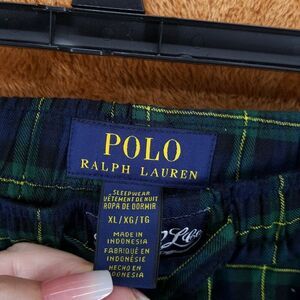 POLO
RALPH LAUREN
SLEEPWEAR
VÊTEMENT DE NUIT
ROPA DE DORMIR
XL/XG/TG
MADE IN
INDONESIA
FABRIQUÉ EN
INDONÉSIE
HECHO EN
INDONESIA